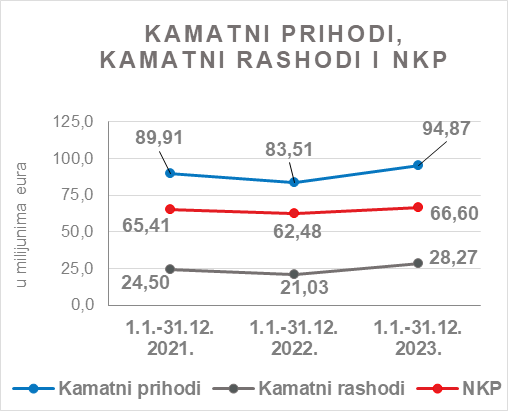 KAMATNI PRIHODI,
KAMATNI RASHODI I NKP
u milijunima eura
125,0
100,0
75,0
50,0
25,0
0,0
89,91
83,51
94,87
65,41
62,48
66,60
24,50
21,03
28,27
1.1.-31.12. 1.1.-31.12. 1.1.-31.12.
2021. 2022. 2023.
Kamatni prihodi Kamatni rashodi NKP